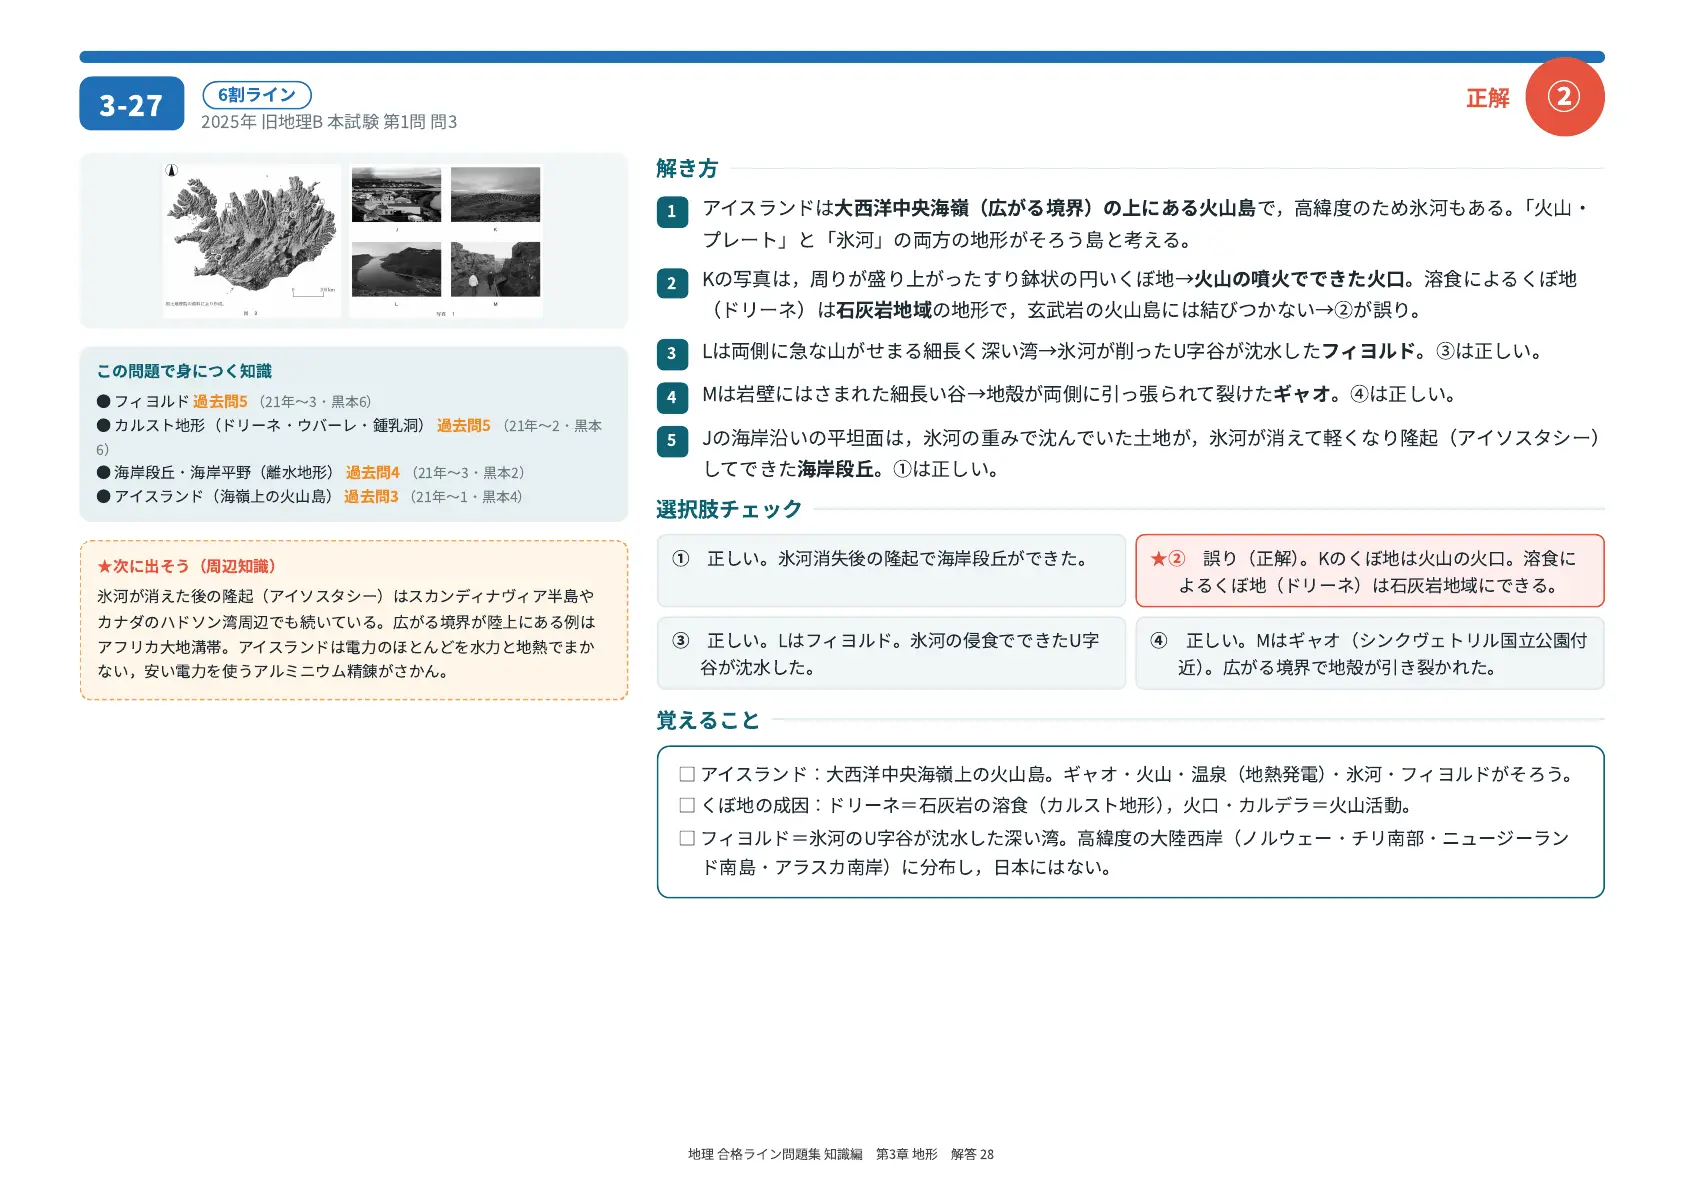 3-27
6割ライン
2025年 旧地理B 本試験 第1問 問3
正解 ②
J
K
L
M
図 3
写真 1
この問題で身につく知識
● フィヨルド 過去問5 （21年〜3・黒本6）
● カルスト地形（ドリーネ・ウバーレ・鍾乳洞） 過去問5 （21年〜2・黒本
6）
● 海岸段丘・海岸平野（離水地形） 過去問4 （21年〜3・黒本2）
● アイスランド（海嶺上の火山島） 過去問3 （21年〜1・黒本4）
★次に出そう（周辺知識）
氷河が消えた後の隆起（アイソスタシー）はスカンディナヴィア半島や
カナダのハドソン湾周辺でも続いている。広がる境界が陸上にある例は
アフリカ大地溝帯。アイスランドは電力のほとんどを水力と地熱でまか
ない，安い電力を使うアルミニウム精錬がさかん。
解き方
1 アイスランドは大西洋中央海嶺（広がる境界）の上にある火山島で，高緯度のため氷河もある。「火山・
プレート」と「氷河」の両方の地形がそろう島と考える。
2 Kの写真は，周りが盛り上がったすり鉢状の円いくぼ地→火山の噴火でできた火口。溶食によるくぼ地
（ドリーネ）は石灰岩地域の地形で，玄武岩の火山島には結びつかない→②が誤り。
3 Lは両側に急な山がせまる細長く深い湾→氷河が削ったU字谷が沈水したフィヨルド。③は正しい。
4 Mは岩壁にはさまれた細長い谷→地殻が両側に引っ張られて裂けたギャオ。④は正しい。
5 Jの海岸沿いの平坦面は，氷河の重みで沈んでいた土地が，氷河が消えて軽くなり隆起（アイソスタシー）
してできた海岸段丘。①は正しい。
選択肢チェック
① 正しい。氷河消失後の隆起で海岸段丘ができた。
★② 誤り（正解）。Kのくぼ地は火山の火口。溶食に
よるくぼ地（ドリーネ）は石灰岩地域にできる。
③ 正しい。Lはフィヨルド。氷河の侵食でできたU字
谷が沈水した。
④ 正しい。Mはギャオ（シンクヴェトリル国立公園付
近）。広がる境界で地殻が引き裂かれた。
覚えること
□ アイスランド：大西洋中央海嶺上の火山島。ギャオ・火山・温泉（地熱発電）・氷河・フィヨルドがそろう。
□ くぼ地の成因：ドリーネ＝石灰岩の溶食（カルスト地形），火口・カルデラ＝火山活動。
□ フィヨルド＝氷河のU字谷が沈水した深い湾。高緯度の大陸西岸（ノルウェー・チリ南部・ニュージーラン
ド南島・アラスカ南岸）に分布し，日本にはない。
地理 合格ライン問題集 知識編 第3章 地形 解答 28